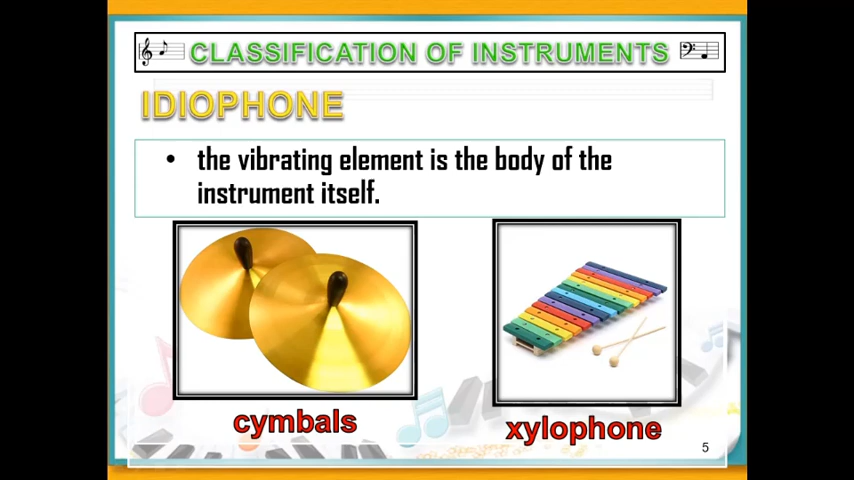 CLASSIFICATION OF INSTRUMENTS
IDIOPHONE
• the vibrating element is the body of the
instrument itself.
cymbals
xylophone
5